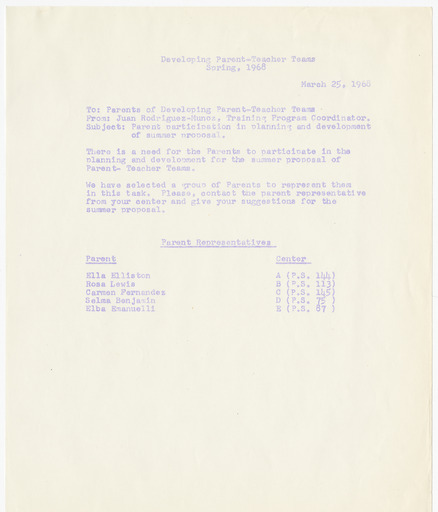 Developing Parent-Teacher Teams
Spring, 1968
March 25, 1968
To: Parents of Developing Parent-Teacher Teams
From: Juan Rodriguez-Munoz, Training Program Coordinator.
Subject: Parent participation in planning and development
of summer proposal.
There is a need for the Parents to participate in the
planning and development for the summer proposal of
Parent- Teacher Teams.
We have selected a group of Parents to represent them
in this task. Please, contact the parent representative
from your center and give your suggestions for the
summer proposal.
Parent Representatives
Parent Center
Ella Elliston A (P.S. 144)
Rosa Lewis B (P.S. 113)
Carmen Fernandez C (P.S. 145)
Selma Benjamin D (P.S. 75 )
Elba Emanuelli E (P.S. 87 )